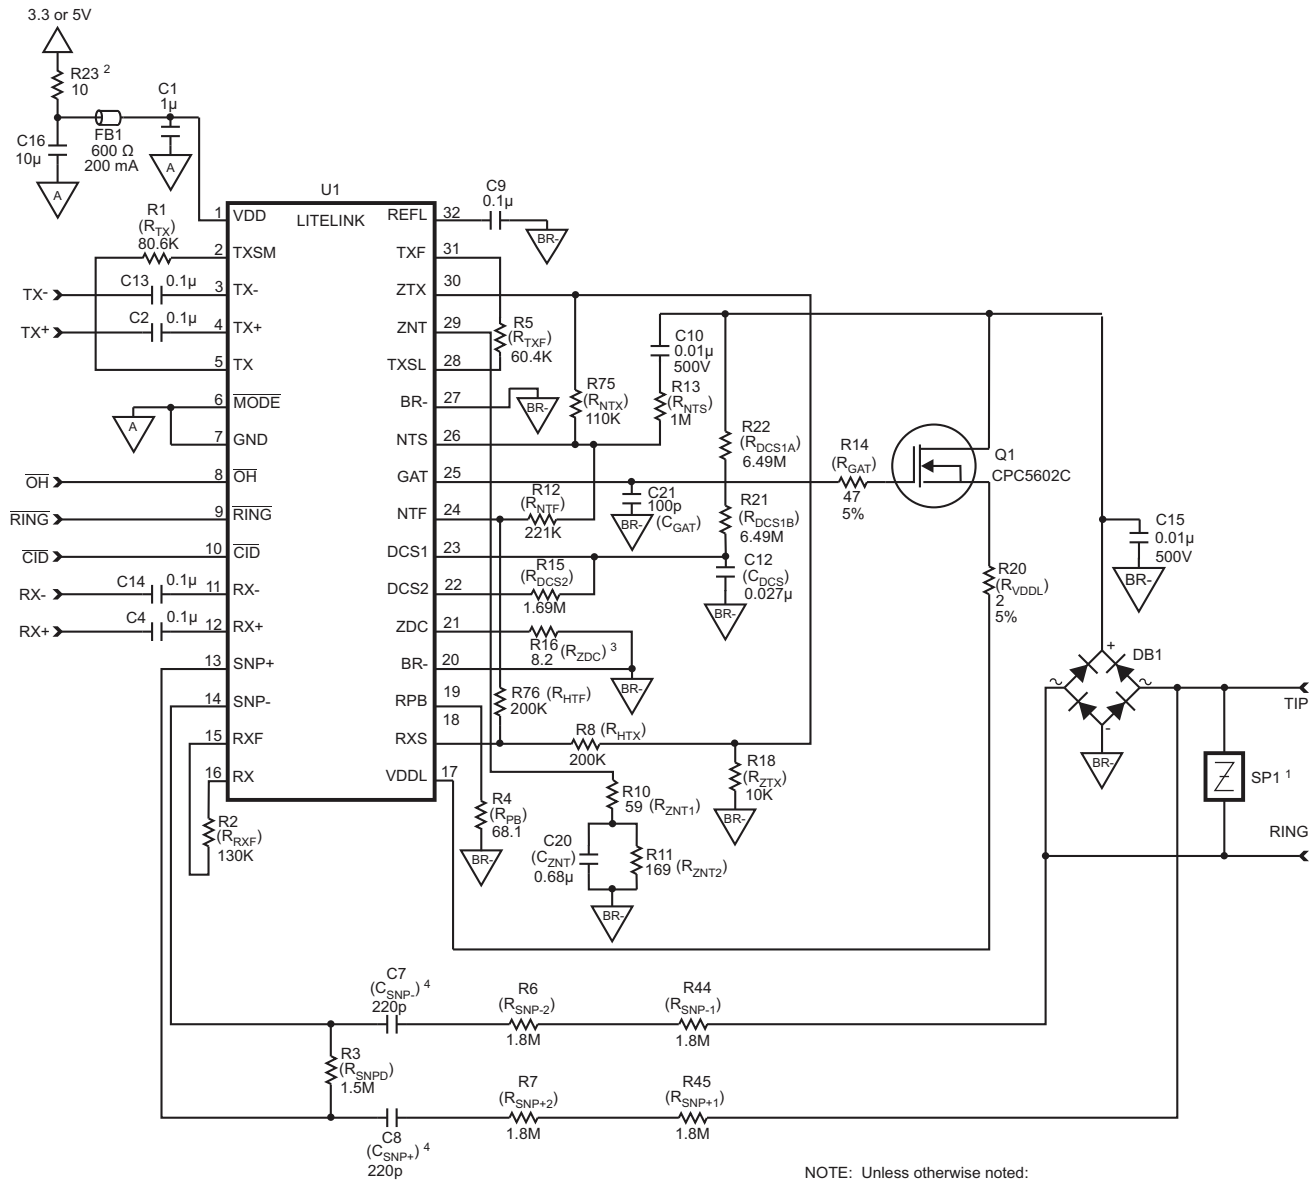 3.3 or 5V
R23 2
10
C1
1µ
C16
10µ
FB1
600 Ω
200 mA
A
A
U1
LITELINK
R1
(RTX)
80.6K
C13 0.1µ
TX-
C2 0.1µ
TX+
A
OH
RING
CID
C14 0.1µ
RX-
C4 0.1µ
RX+
R2
(RRXF)
130K
1 VDD
2 TXSM
3 TX-
4 TX+
5 TX
6 MODE
7 GND
8 OH
9 RING
10 CID
11 RX-
12 RX+
13 SNP+
14 SNP-
15 RXF
16 RX
REFL 32
TXF 31
ZTX 30
ZNT 29
TXSL 28
BR- 27
NTS 26
GAT 25
NTF 24
DCS1 23
DCS2 22
ZDC 21
BR- 20
RPB 19
RXS 18
VDDL 17
C9
0.1µ
BR-
R5
(RTXF)
60.4K
BR-
R75
(RNTX)
110K
C10
0.01µ
500V
R13
(RNTS)
1M
R22
(RDCS1A)
6.49M
R21
(RDCS1B)
6.49M
R14
(RGAT)
47
5%
Q1
CPC5602C
R12
(RNTF)
221K
C21
100p
(CGAT)
BR-
R15
(RDCS2)
1.69M
C12
(CDCS)
0.027µ
BR-
C15
0.01µ
500V
BR-
R20
(RVDDL)
2
5%
R16 (RZDC) 3
8.2
BR-
R76 (RHTF)
200K
R8 (RHTX)
200K
R18
(RZTX)
10K
BR-
DB1
+
~
~
-
BR-
TIP
SP1 1
RING
R4
(RPB)
68.1
BR-
R10
59 (RZNT1)
C20
(CZNT)
0.68µ
R11
169 (RZNT2)
BR-
C7
(CSNP-) 4
220p
R6
(RSNP-2)
1.8M
R44
(RSNP-1)
1.8M
R3
(RSNPD)
1.5M
R7
(RSNP+2)
1.8M
R45
(RSNP+1)
1.8M
C8
(CSNP+) 4
220p
NOTE: Unless otherwise noted: